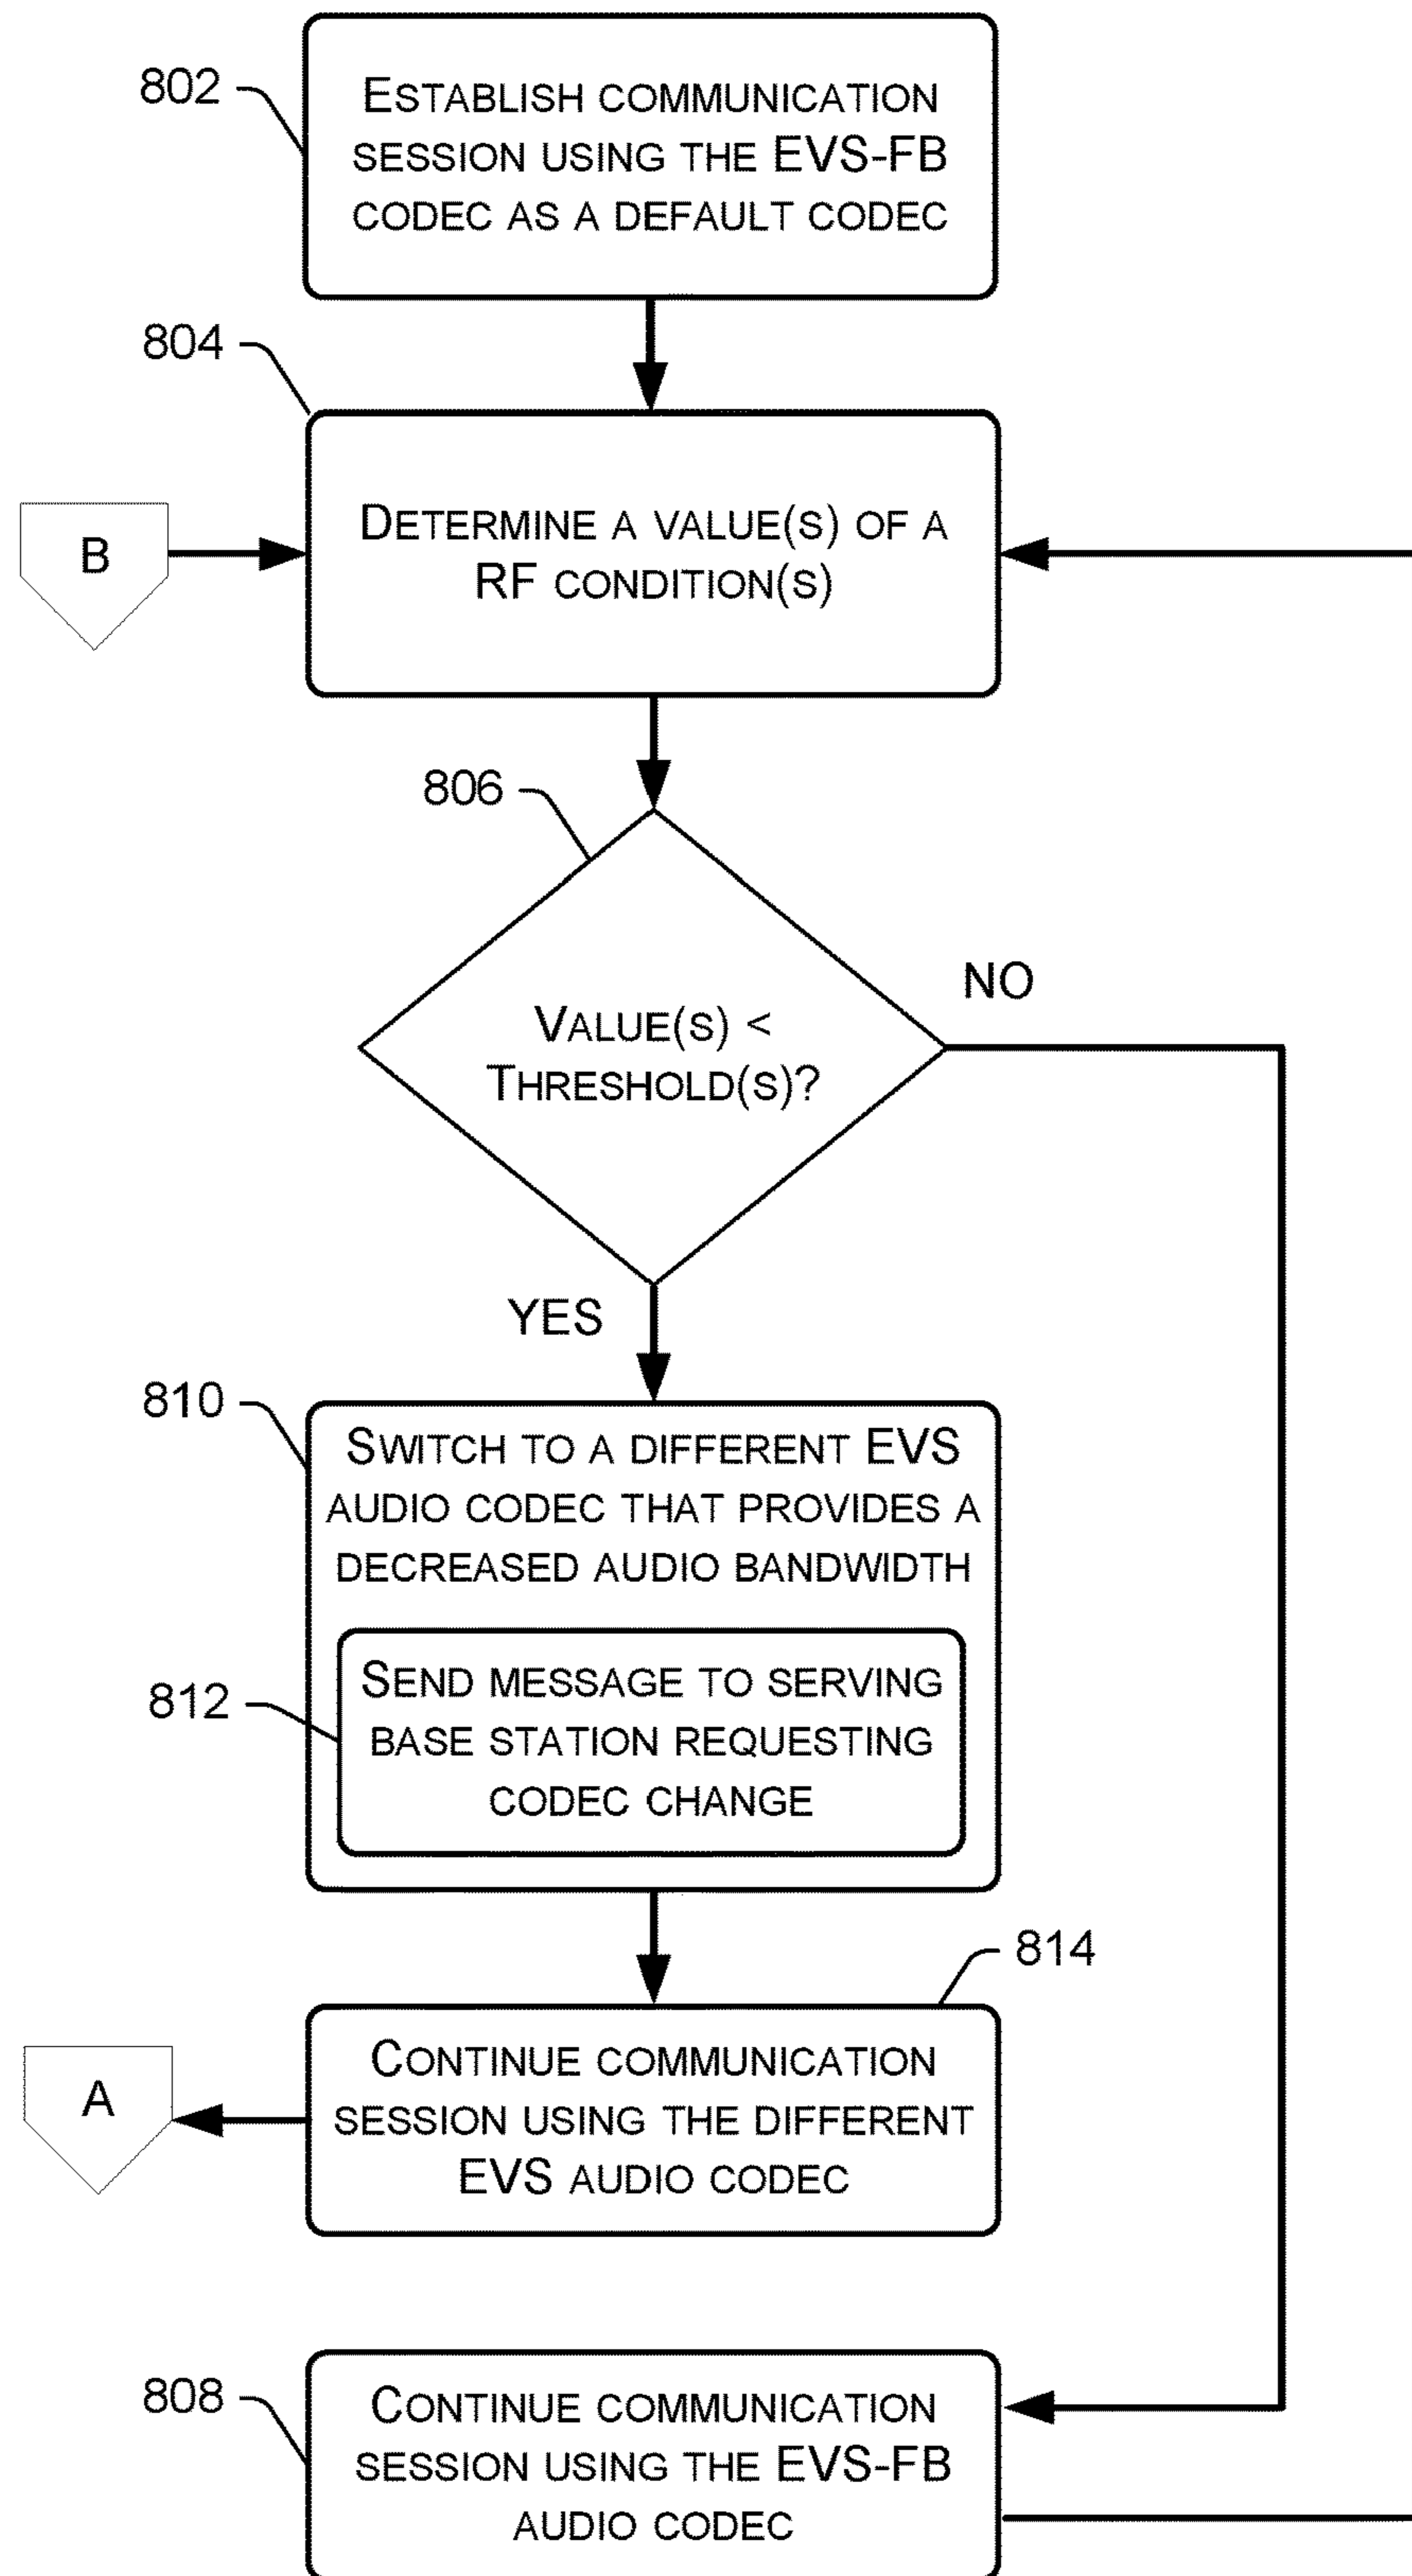 802
ESTABLISH COMMUNICATION
SESSION USING THE EVS-FB
CODEC AS A DEFAULT CODEC
804
B
DETERMINE A VALUE(S) OF A
RF CONDITION(S)
806
NO
VALUE(S) <
THRESHOLD(S)?
YES
810
SWITCH TO A DIFFERENT EVS
AUDIO CODEC THAT PROVIDES A
DECREASED AUDIO BANDWIDTH
812
SEND MESSAGE TO SERVING
BASE STATION REQUESTING
CODEC CHANGE
814
A
CONTINUE COMMUNICATION
SESSION USING THE DIFFERENT
EVS AUDIO CODEC
808
CONTINUE COMMUNICATION
SESSION USING THE EVS-FB
AUDIO CODEC